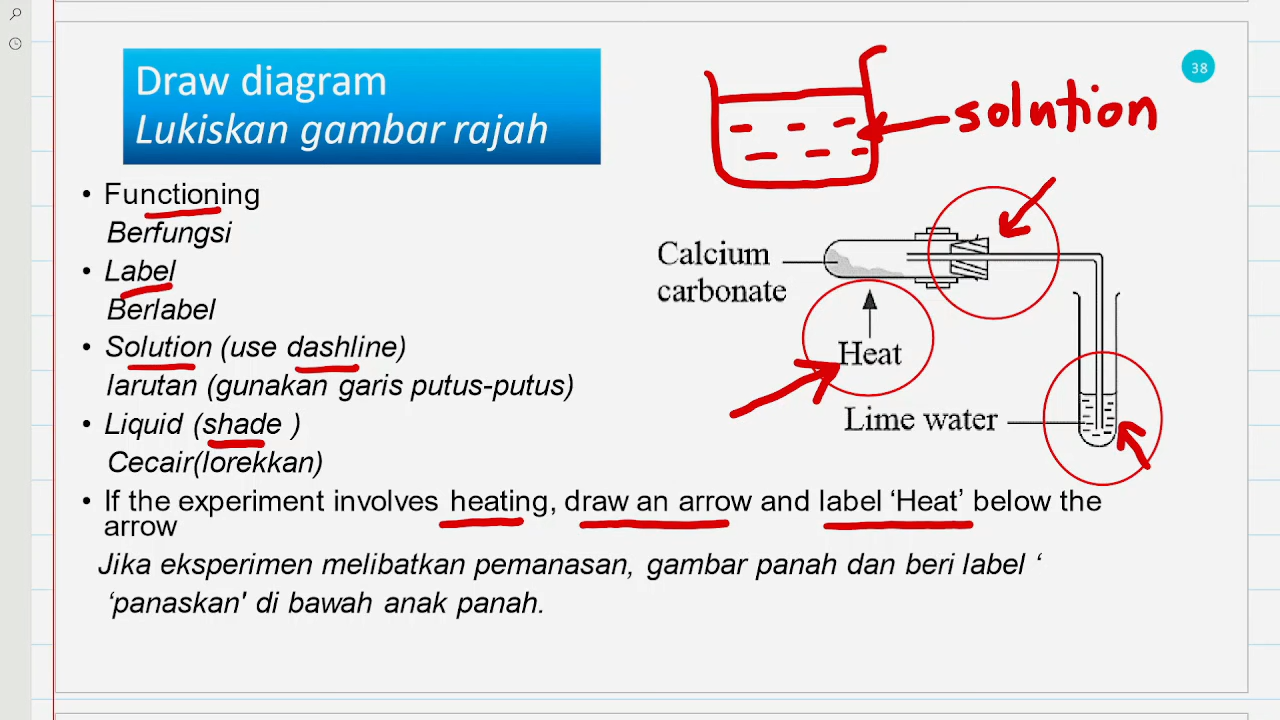 Draw diagram
Lukiskan gambar rajah
38
solution
• Functioning
Berfungsi
• Label
Berlabel
• Solution (use dashline)
larutan (gunakan garis putus-putus)
• Liquid (shade )
Cecair(lorekkan)
• If the experiment involves heating, draw an arrow and label ‘Heat’ below the
arrow
Jika eksperimen melibatkan pemanasan, gambar panah dan beri label ‘
‘panaskan' di bawah anak panah.
Calcium
carbonate
Heat
Lime water